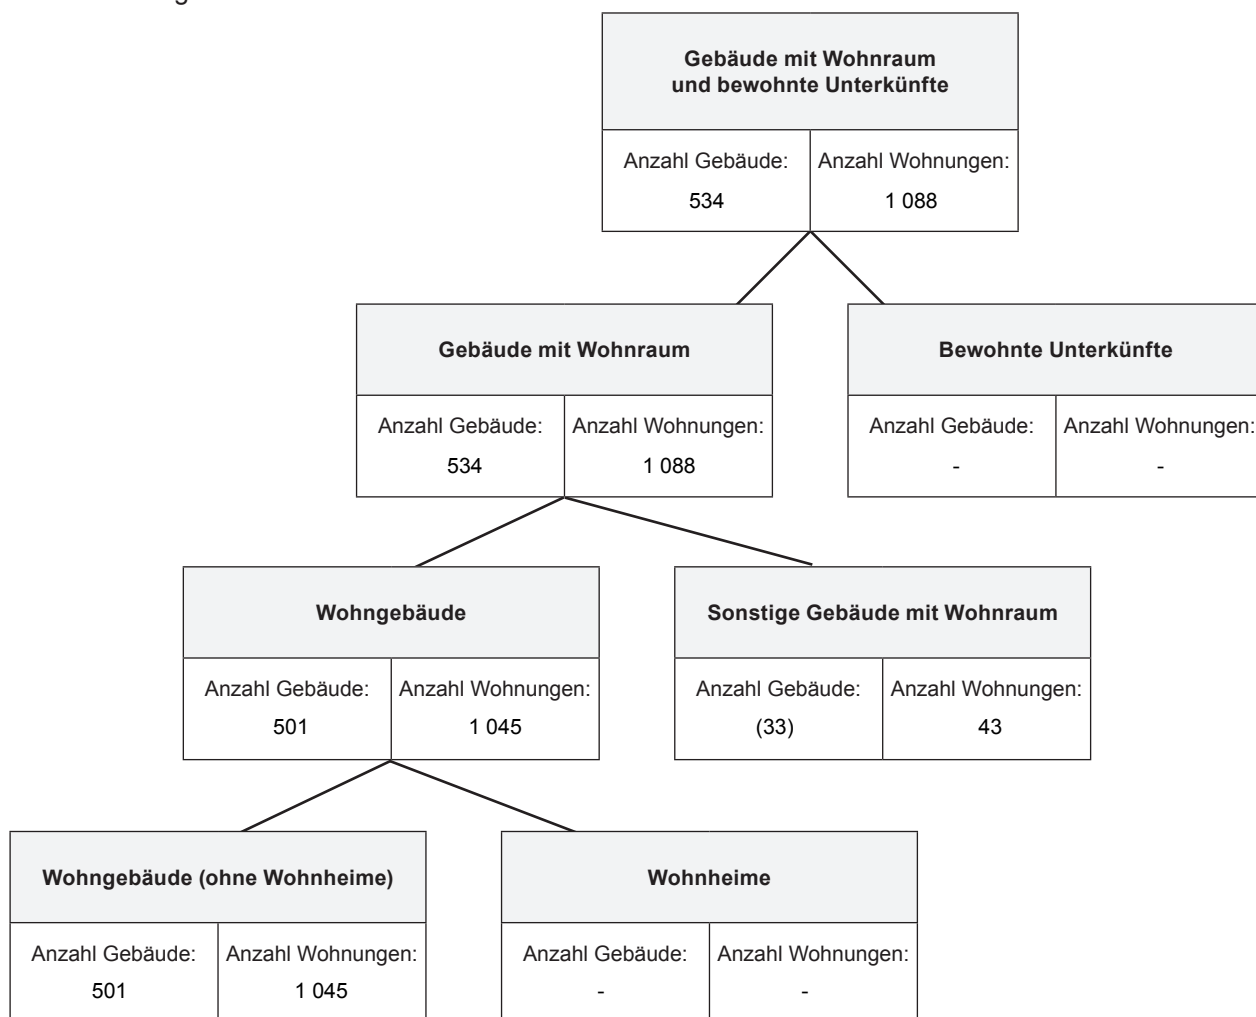 Gebäude mit Wohnraum
und bewohnte Unterkünfte
Anzahl Gebäude: Anzahl Wohnungen:
534 1 088
Gebäude mit Wohnraum Bewohnte Unterkünfte
Anzahl Gebäude: Anzahl Wohnungen: Anzahl Gebäude: Anzahl Wohnungen:
534 1 088 - -
Wohngebäude Sonstige Gebäude mit Wohnraum
Anzahl Gebäude: Anzahl Wohnungen: Anzahl Gebäude: Anzahl Wohnungen:
501 1 045 (33) 43
Wohngebäude (ohne Wohnheime) Wohnheime
Anzahl Gebäude: Anzahl Wohnungen: Anzahl Gebäude: Anzahl Wohnungen:
501 1 045 - -